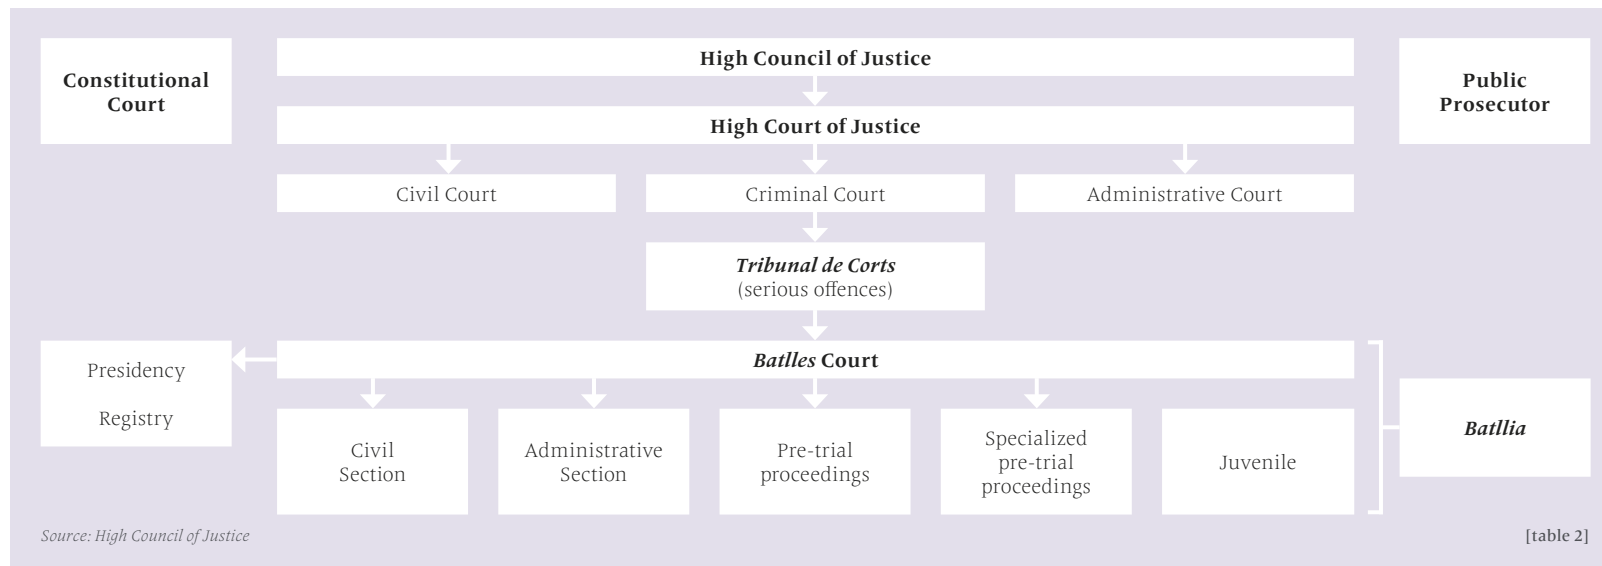 Constitutional
Court
High Council of Justice
Public
Prosecutor
High Court of Justice
Civil Court
Criminal Court
Administrative Court
Tribunal de Corts
(serious offences)
Presidency
Registry
Batlles Court
Civil
Section
Administrative
Section
Pre-trial
proceedings
Specialized
pre-trial
proceedings
Juvenile
Batllia
Source: High Council of Justice
[table 2]